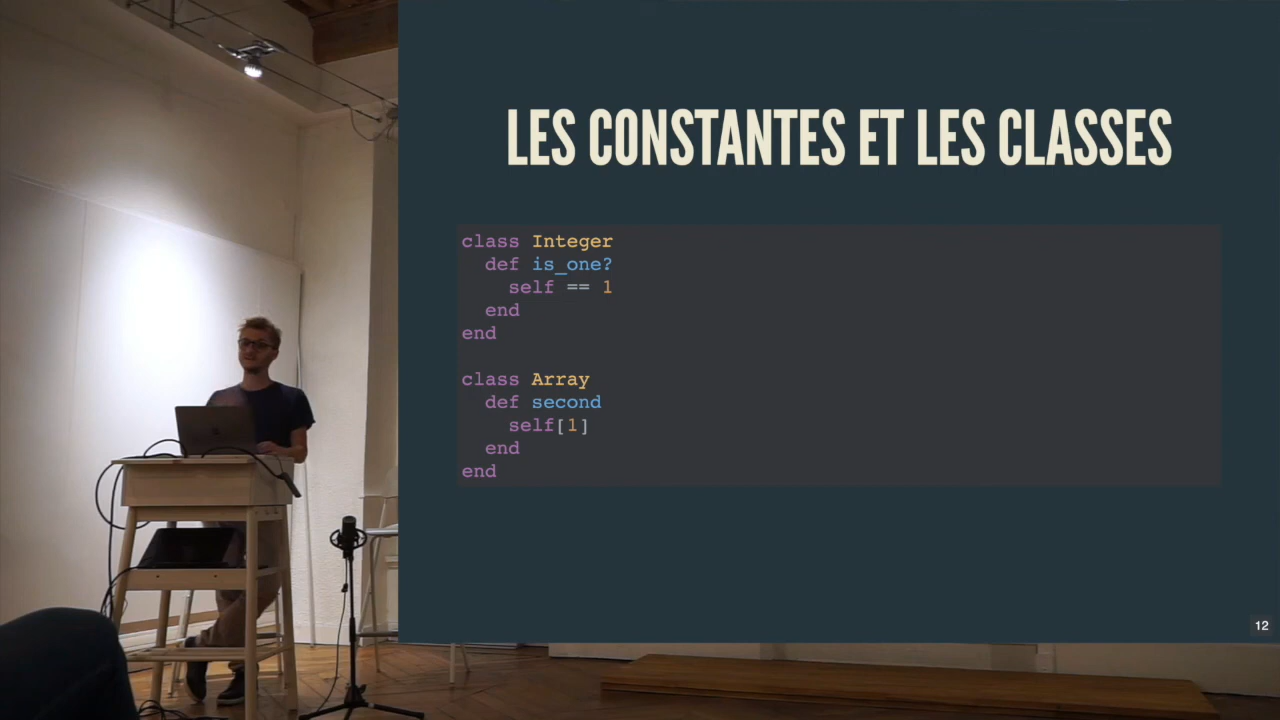 LES CONSTANTES ET LES CLASSES
class Integer
  def is_one?
    self == 1
  end
end

class Array
  def second
    self[1]
  end
end
12